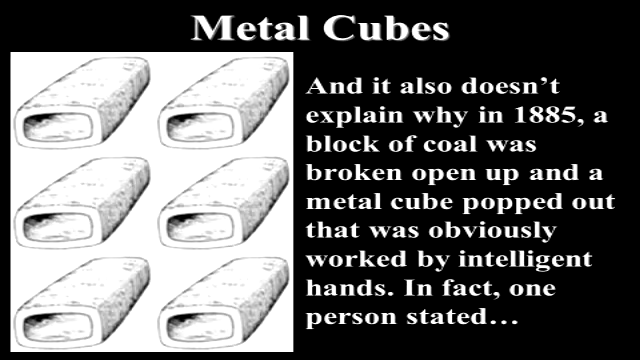 Metal Cubes
And it also doesn’t
explain why in 1885, a
block of coal was
broken open up and a
metal cube popped out
that was obviously
worked by intelligent
hands. In fact, one
person stated…